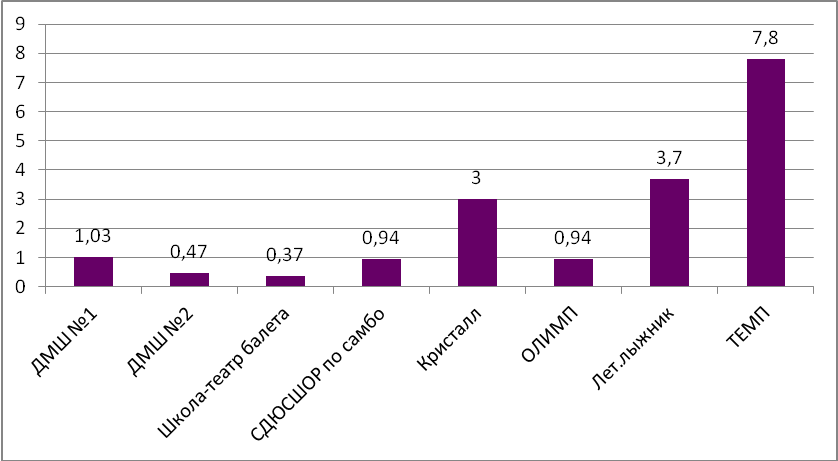 9
8
7
6
5
4
3
2
1
0
1,03
0,47
0,37
0,94
3
0,94
3,7
7,8
ДМШ №1
ДМШ №2
Школа-театр балета
СДЮСШОР по самбо
Кристалл
ОЛИМП
Лет.лыжник
ТЕМП